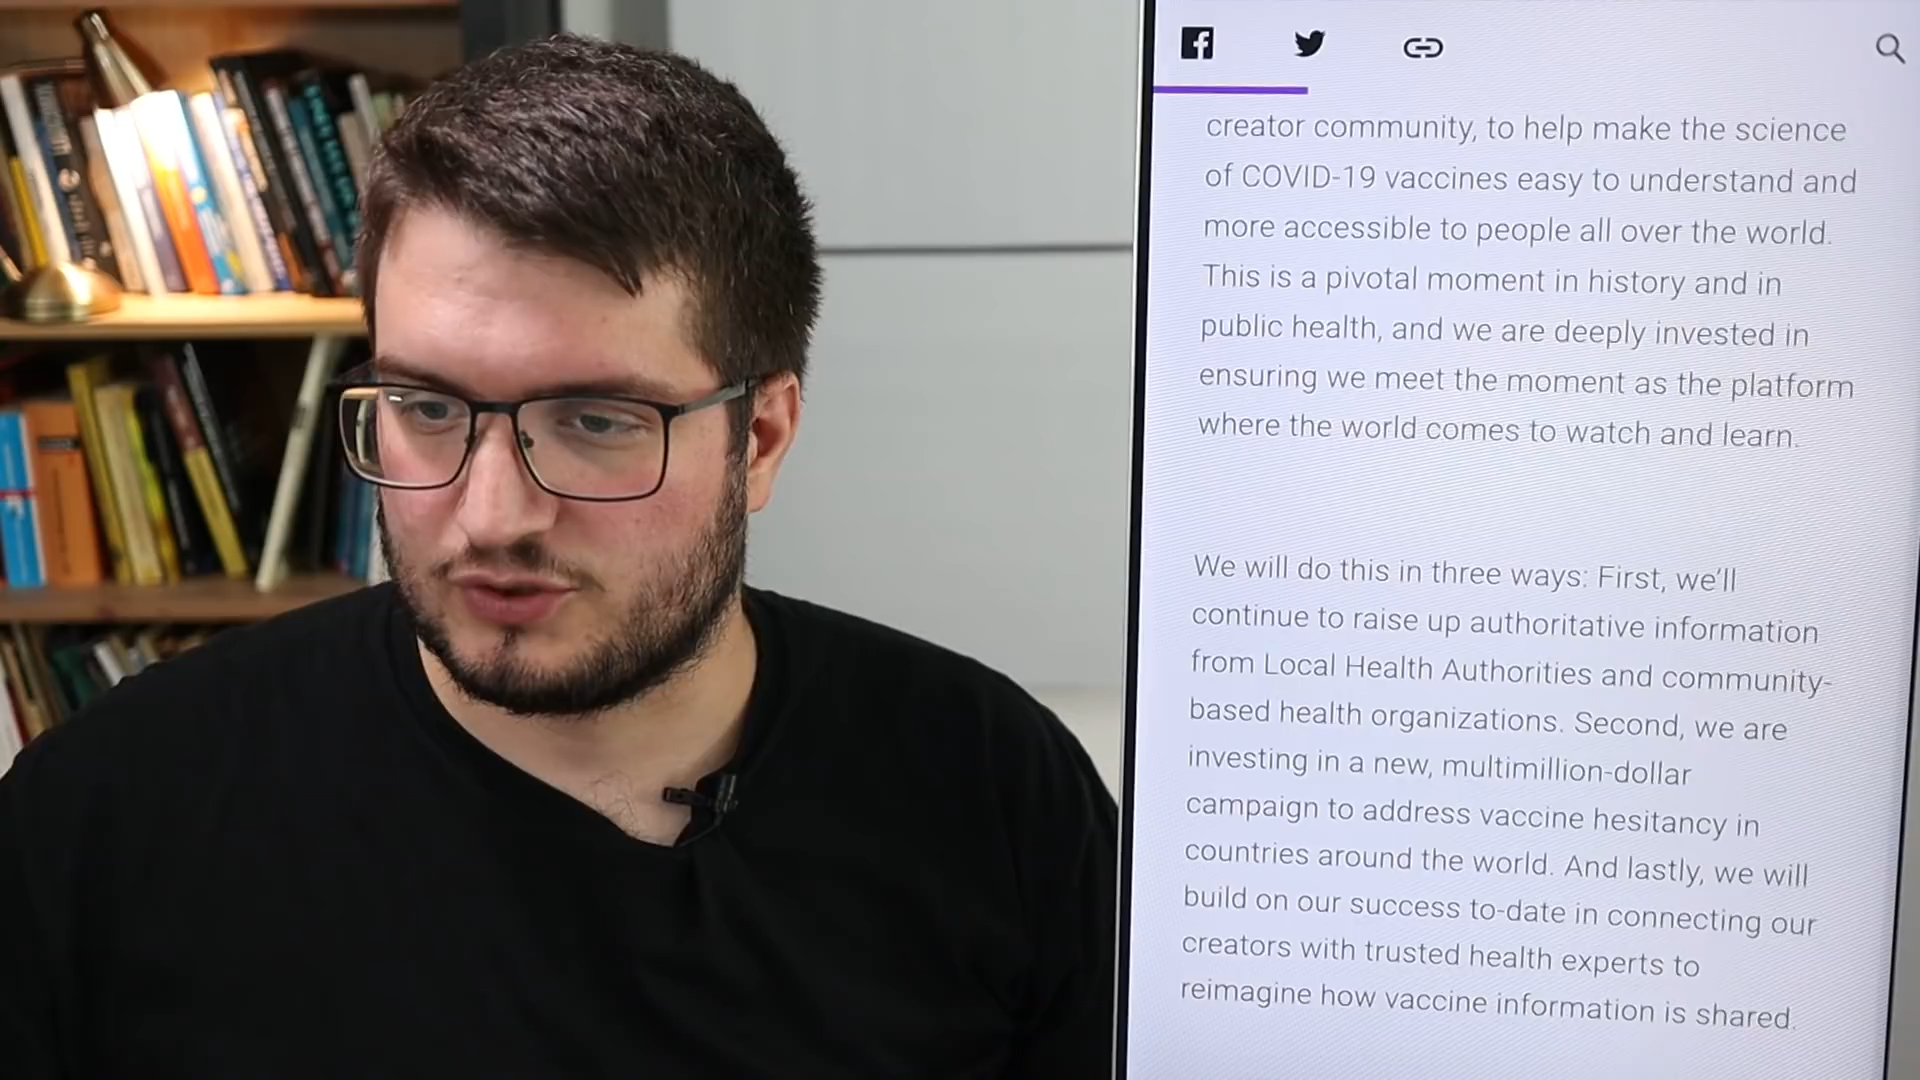 creator community, to help make the science
of COVID-19 vaccines easy to understand and
more accessible to people all over the world.
This is a pivotal moment in history and in
public health, and we are deeply invested in
ensuring we meet the moment as the platform
where the world comes to watch and learn.
We will do this in three ways: First, we’ll
continue to raise up authoritative information
from Local Health Authorities and community-
based health organizations. Second, we are
investing in a new, multimillion-dollar
campaign to address vaccine hesitancy in
countries around the world. And lastly, we will
build on our success to-date in connecting our
creators with trusted health experts to
reimagine how vaccine information is shared.